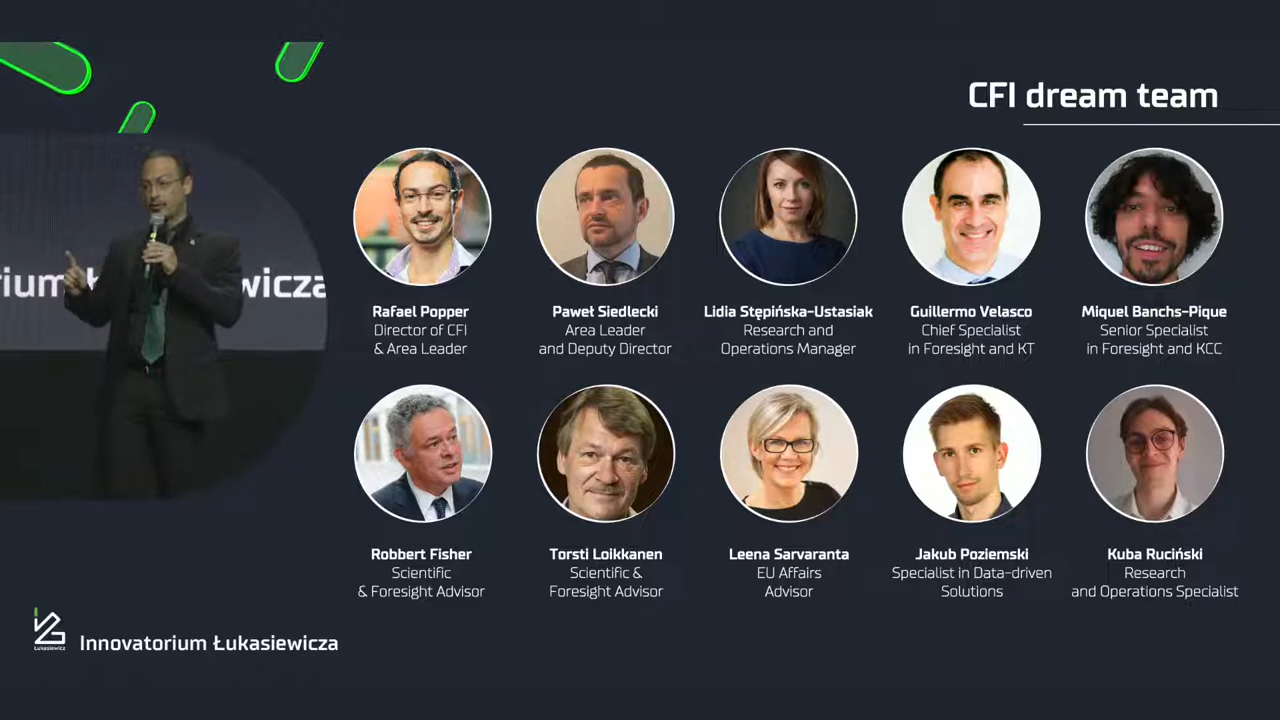 CFI dream team
Rafael Popper
Director of CFI
& Area Leader
Paweł Siedlecki
Area Leader
and Deputy Director
Lidia Stępińska-Ustasiak
Research and
Operations Manager
Guillermo Velasco
Chief Specialist
in Foresight and KT
Miquel Banchs-Pique
Senior Specialist
in Foresight and KCC
Robbert Fisher
Scientific
& Foresight Advisor
Torsti Loikkanen
Scientific &
Foresight Advisor
Leena Sarvaranta
EU Affairs
Advisor
Jakub Poziemski
Specialist in Data-driven
Solutions
Kuba Ruciński
Research
and Operations Specialist
Łukasiewicz
Innovatorium Łukasiewicza